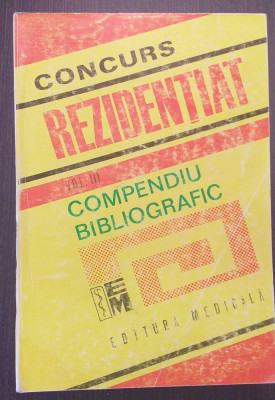 CONCURS
REZIDENȚIAT
VOL. III
COMPENDIU
BIBLIOGRAFIC
EM
EDITURA MEDICALĂ